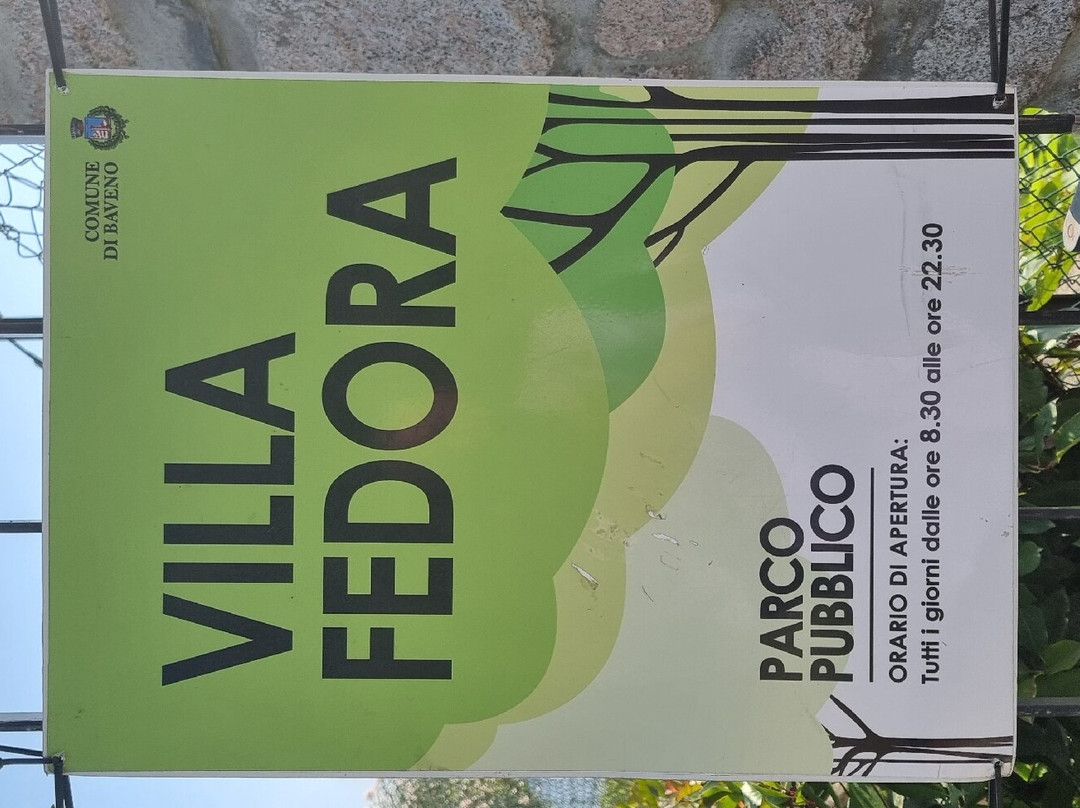 COMUNE
DI BAVENO
VILLA
FEDORA
PARCO
PUBBLICO
ORARIO DI APERTURA:
Tutti i giorni dalle ore 8.30 alle ore 22.30